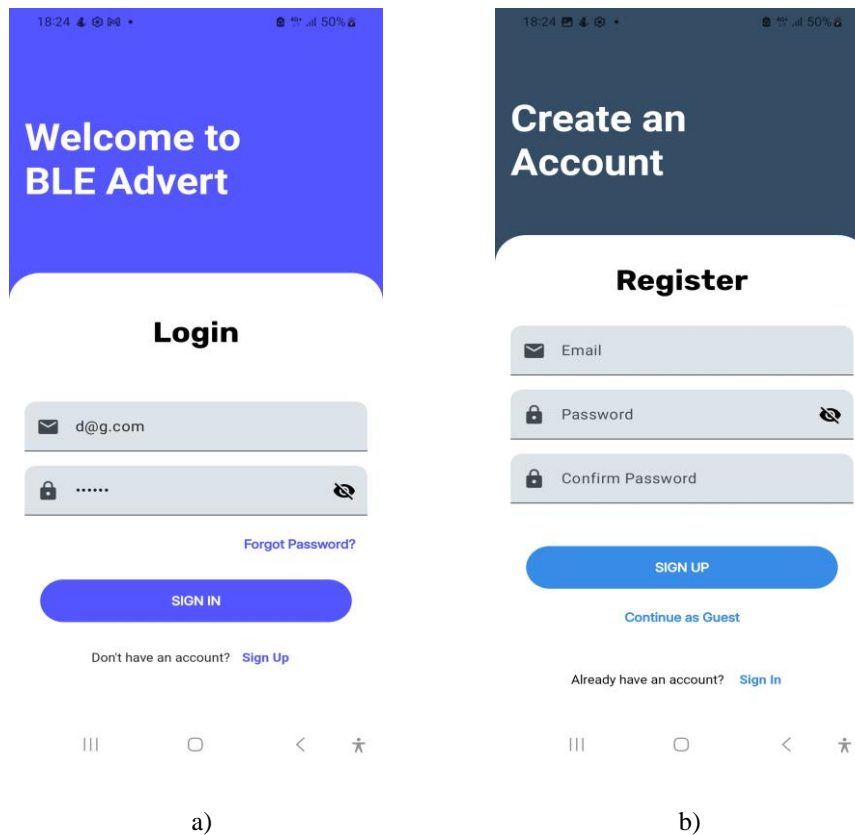 18:24
50%
Welcome to
BLE Advert
Login
d@g.com
••••••
Forgot Password?
SIGN IN
Don't have an account? Sign Up
a)
18:24
50%
Create an
Account
Register
Email
Password
Confirm Password
SIGN UP
Continue as Guest
Already have an account? Sign In
b)